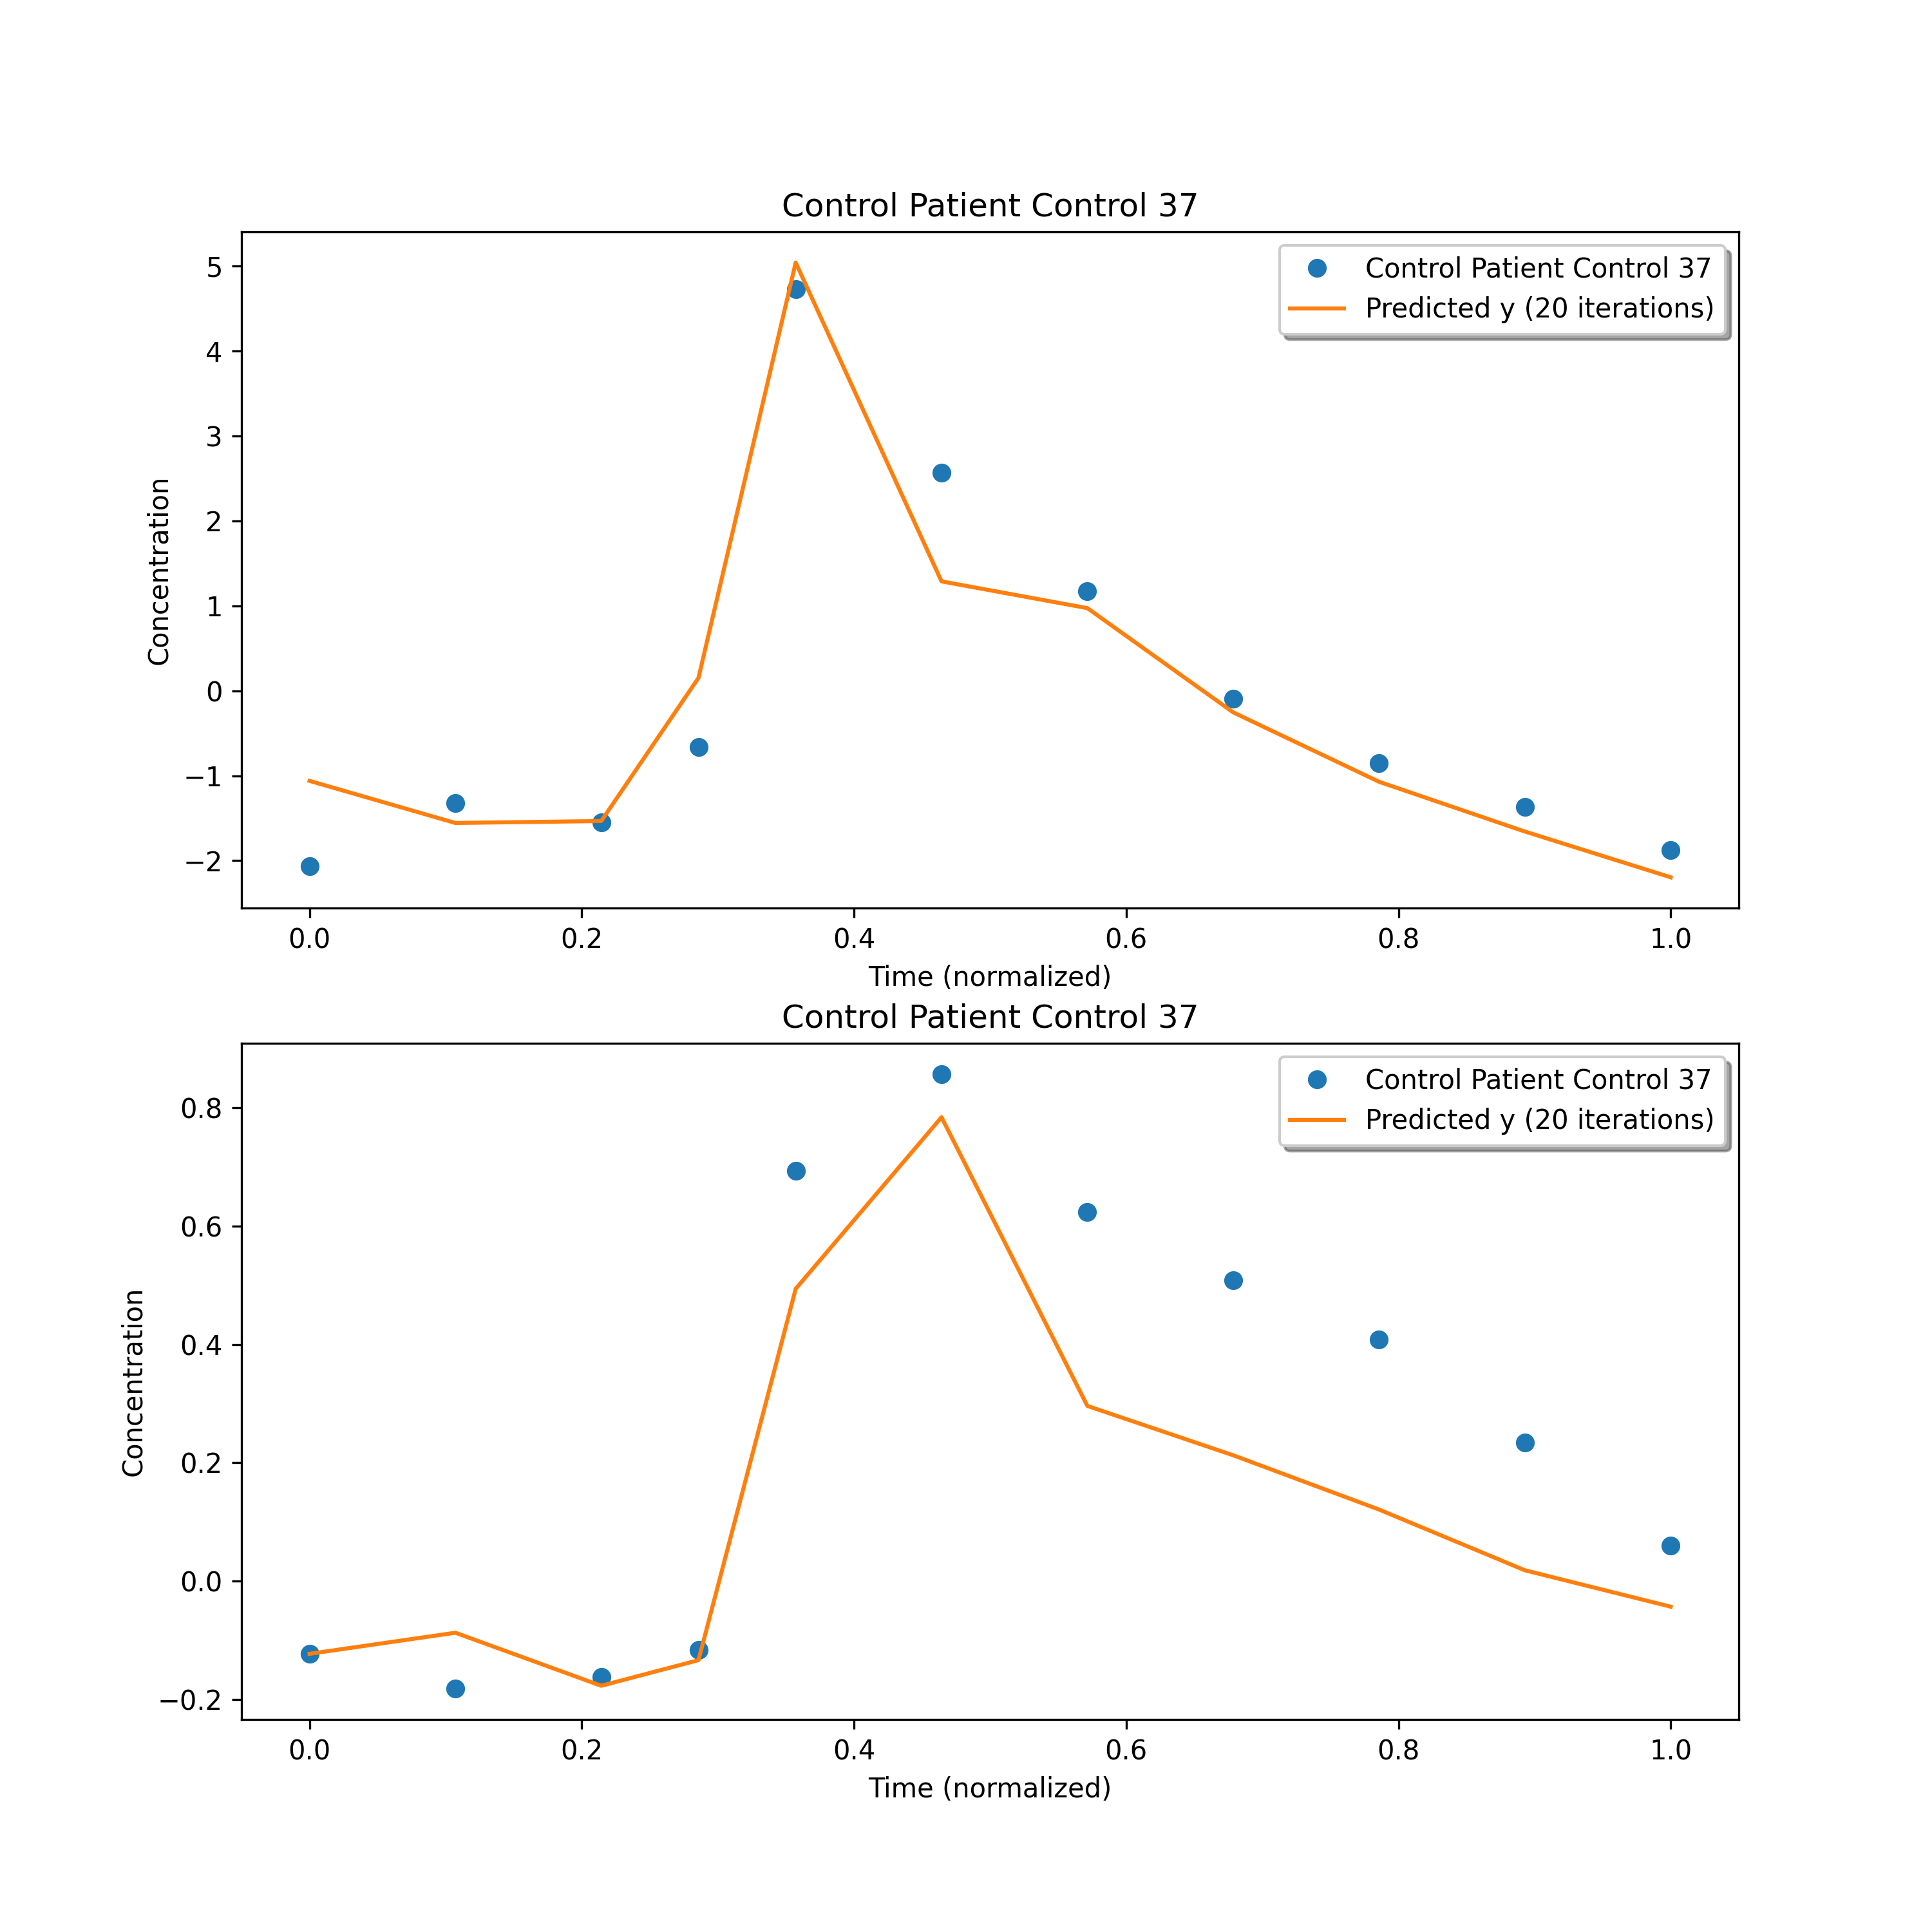 Control Patient Control 37
Control Patient Control 37
Predicted y (20 iterations)
5
4
3
2
1
0
−1
−2
Concentration
0.0 0.2 0.4 0.6 0.8 1.0
Time (normalized)
Control Patient Control 37
Control Patient Control 37
Predicted y (20 iterations)
0.8
0.6
0.4
0.2
0.0
−0.2
Concentration
0.0 0.2 0.4 0.6 0.8 1.0
Time (normalized)